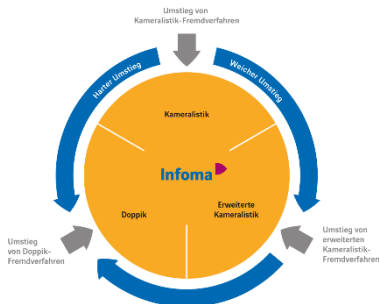 Umstieg von
Kameralistik-Fremdverfahren
Harter Umstieg
Weicher Umstieg
Kameralistik
Infoma
Doppik
Erweiterte
Kameralistik
Umstieg
von Doppik-
Fremdverfahren
Umstieg von
erweiterten
Kameralistik-
Fremdverfahren